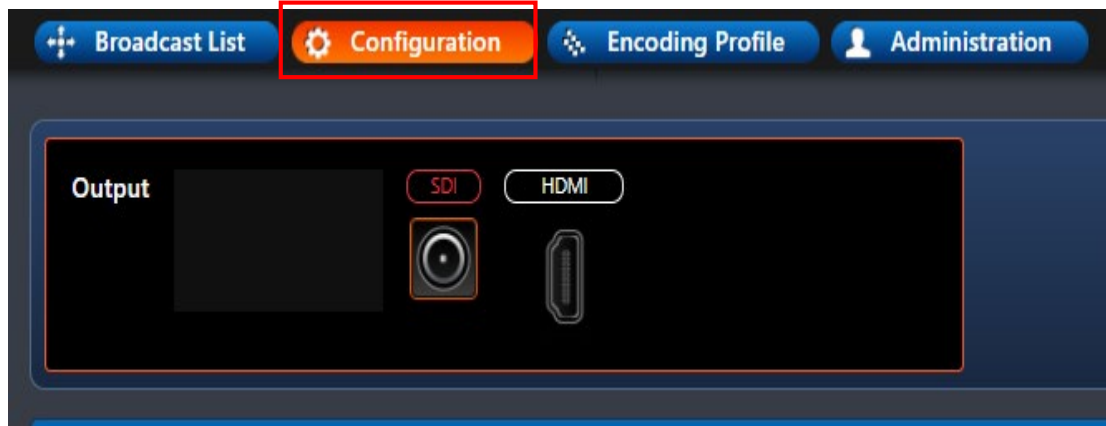 Broadcast List Configuration Encoding Profile Administration
Output SDI HDMI